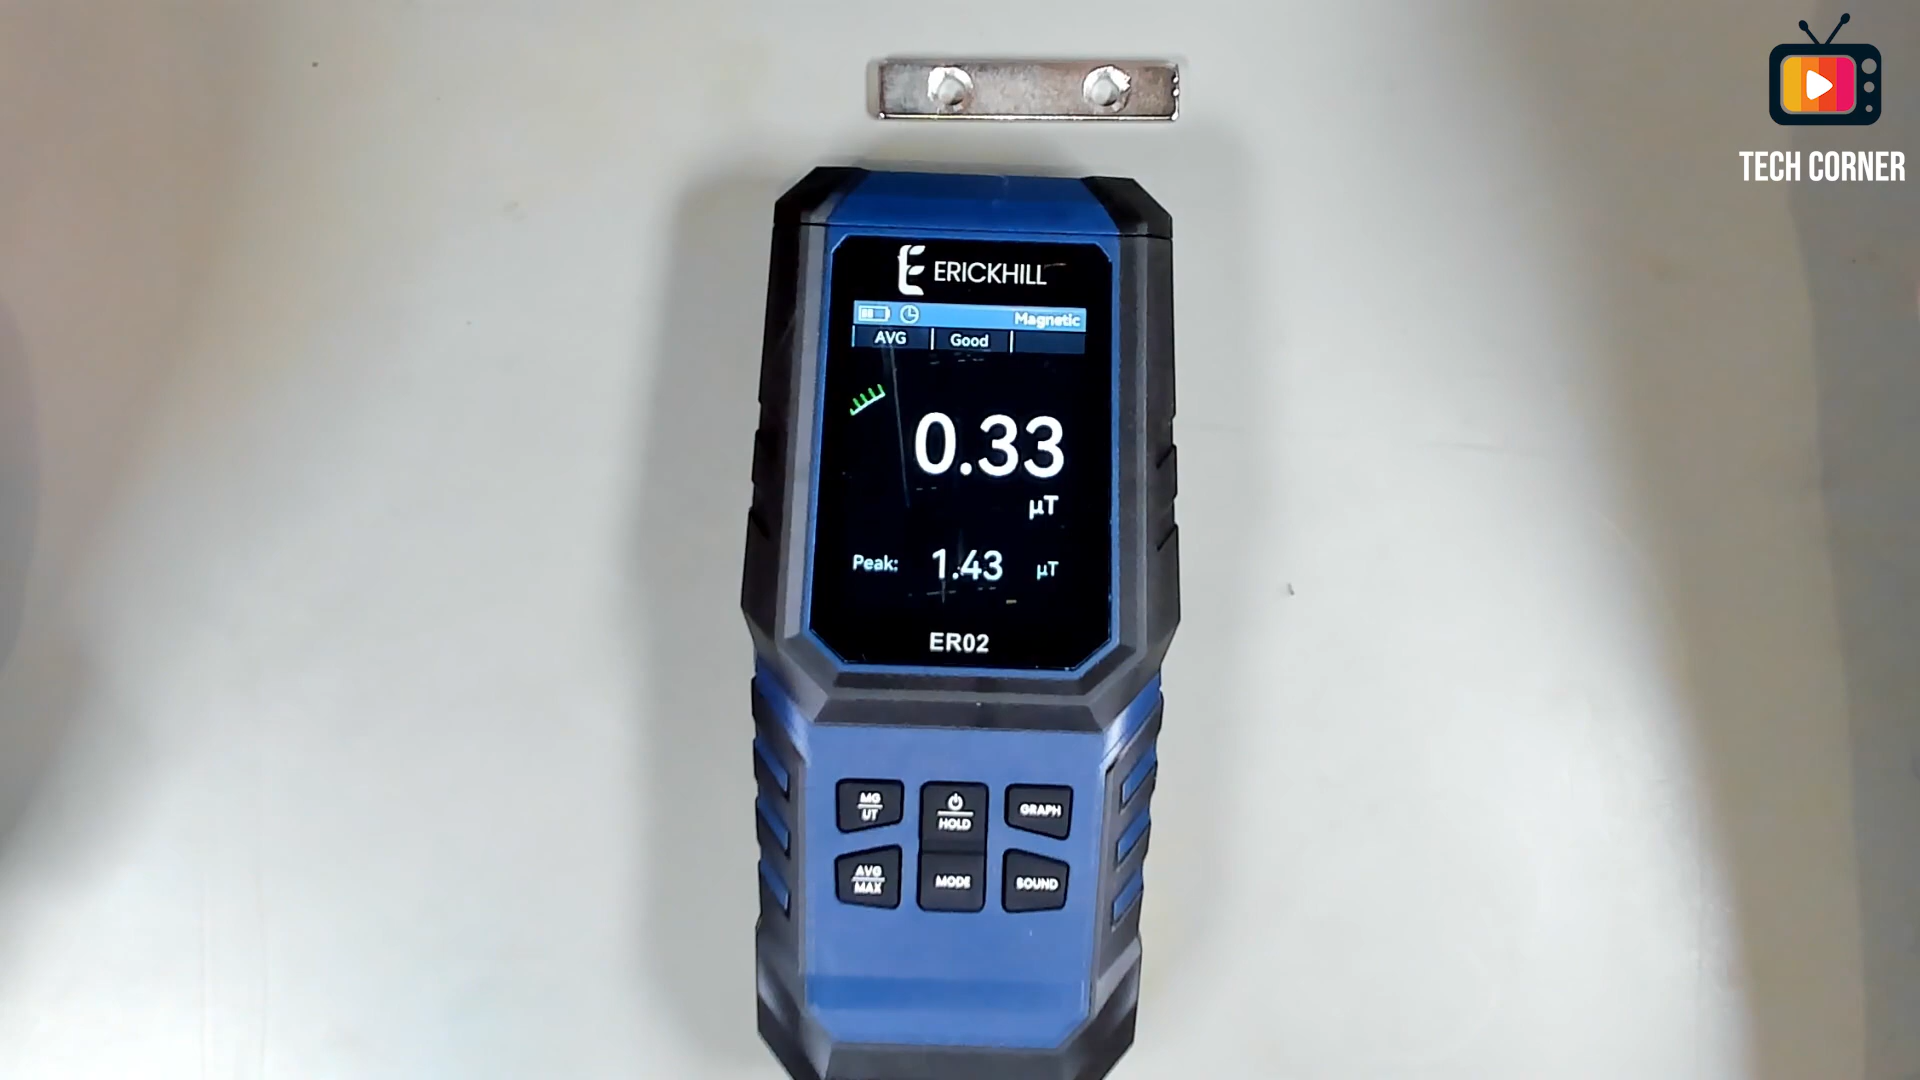 TECH CORNER
ERICKHILL
Magnetic
AVG Good
0.33
µT
Peak: 1.43 µT
ER02
MG
UT
HOLD
GRAPH
AVG
MAX
MODE
SOUND